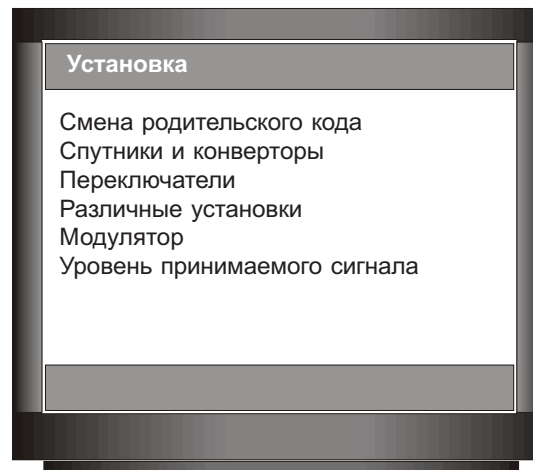 Установка
Смена родительского кода
Спутники и конверторы
Переключатели
Различные установки
Модулятор
Уровень принимаемого сигнала